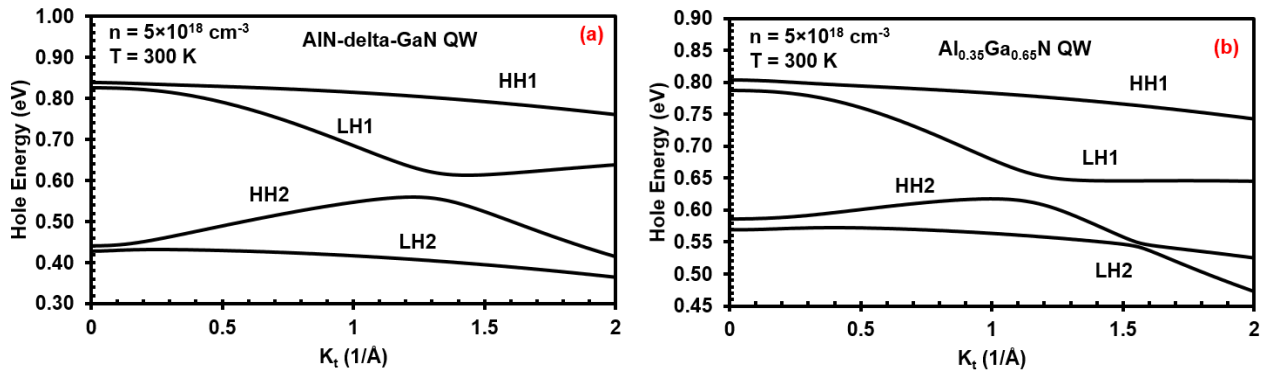 1.00
0.90
0.80
0.70
0.60
0.50
0.40
0.30
Hole Energy (eV)
n = 5×10¹⁸ cm⁻³
T = 300 K
AlN-delta-GaN QW
(a)
HH1
LH1
HH2
LH2
0 0.5 1 1.5 2
Kₜ (1/Å)
0.90
0.85
0.80
0.75
0.70
0.65
0.60
0.55
0.50
0.45
Hole Energy (eV)
n = 5×10¹⁸ cm⁻³
T = 300 K
Al₀.₃₅Ga₀.₆₅N QW
(b)
HH1
LH1
HH2
LH2
0 0.5 1 1.5 2
Kₜ (1/Å)